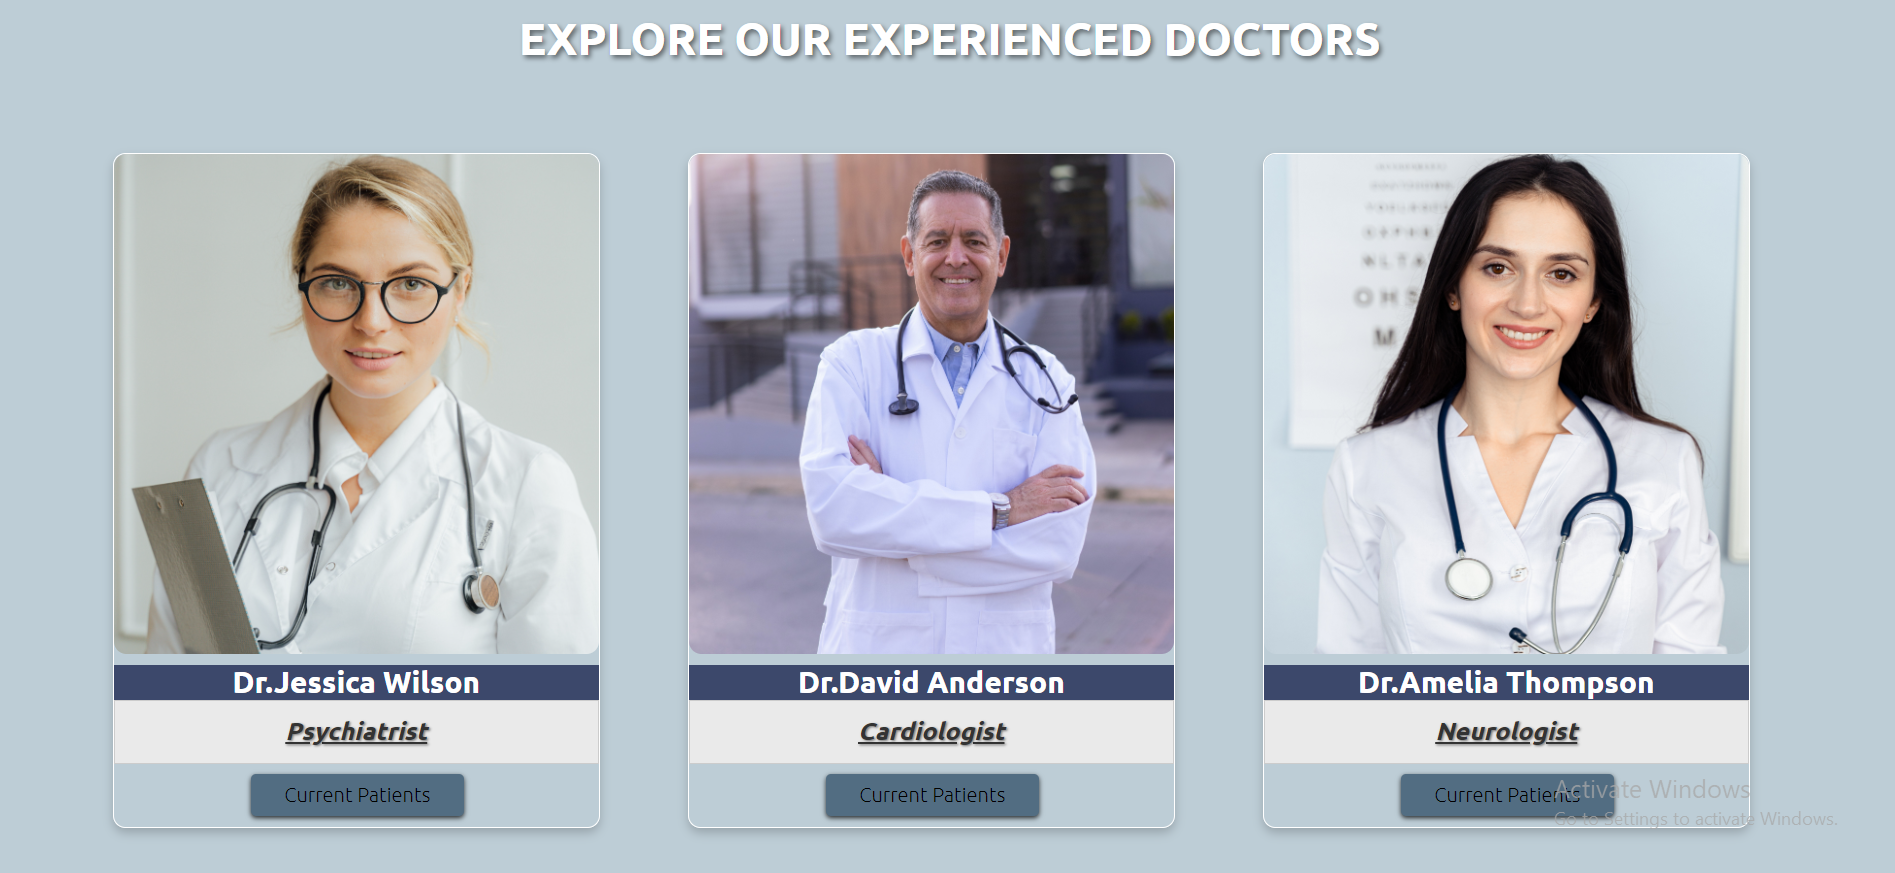 EXPLORE OUR EXPERIENCED DOCTORS
OHS
M
Dr.Jessica Wilson
Dr.David Anderson
Dr.Amelia Thompson
Psychiatrist
Cardiologist
Neurologist
Current Patients
Current Patients
Current Patients
Activate Windows
Go to Settings to activate Windows.